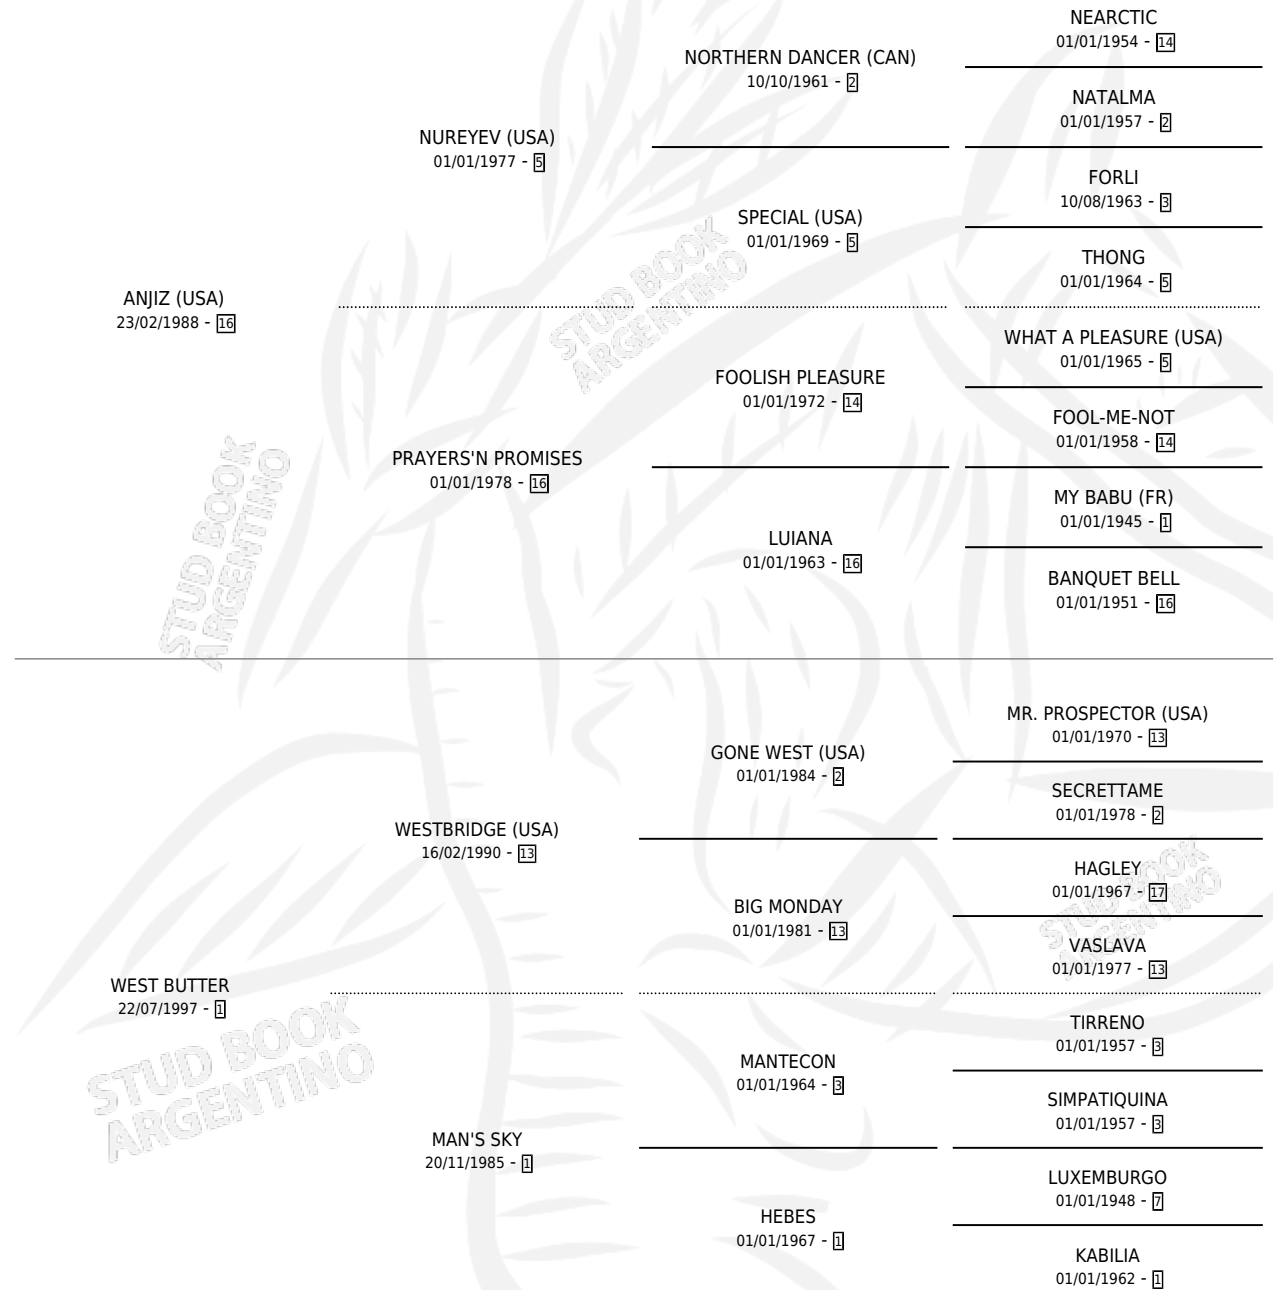 NEARCTIC
01/01/1954 - 14
NORTHERN DANCER (CAN)
10/10/1961 - 2
NATALMA
01/01/1957 - 2
NUREYEV (USA)
01/01/1977 - 5
FORLI
10/08/1963 - 3
SPECIAL (USA)
01/01/1969 - 5
THONG
01/01/1964 - 5
ANJIZ (USA)
23/02/1988 - 16
STUD BOOK
ARGENTINO
WHAT A PLEASURE (USA)
01/01/1965 - 5
FOOLISH PLEASURE
01/01/1972 - 14
FOOL-ME-NOT
01/01/1958 - 14
PRAYERS'N PROMISES
01/01/1978 - 16
MY BABU (FR)
01/01/1945 - 1
LUIANA
01/01/1963 - 16
BANQUET BELL
01/01/1951 - 16
STUD BOOK
ARGENTINO
MR. PROSPECTOR (USA)
01/01/1970 - 13
GONE WEST (USA)
01/01/1984 - 2
SECRETTAME
01/01/1978 - 2
WESTBRIDGE (USA)
16/02/1990 - 13
HAGLEY
01/01/1967 - 17
BIG MONDAY
01/01/1981 - 13
STUD BOOK
ARGENTINO
VASLAVA
01/01/1977 - 13
WEST BUTTER
22/07/1997 - 1
STUD BOOK
ARGENTINO
TIRRENO
01/01/1957 - 3
MANTECON
01/01/1964 - 3
SIMPATIQUINA
01/01/1957 - 3
MAN'S SKY
20/11/1985 - 1
LUXEMBURGO
01/01/1948 - 7
HEBES
01/01/1967 - 1
KABILIA
01/01/1962 - 1